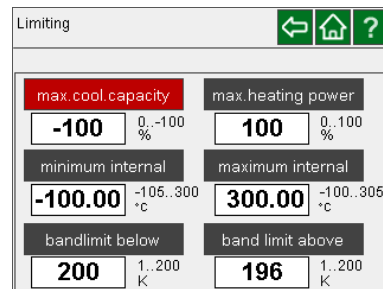 Limiting ?
max.cool.capacity max.heating power
-100 0..-100 % 100 0..100 %
minimum internal maximum internal
-100.00 -105..300 °C 300.00 -100..305 °C
bandlimit below band limit above
200 1..200 K 196 1..200 K